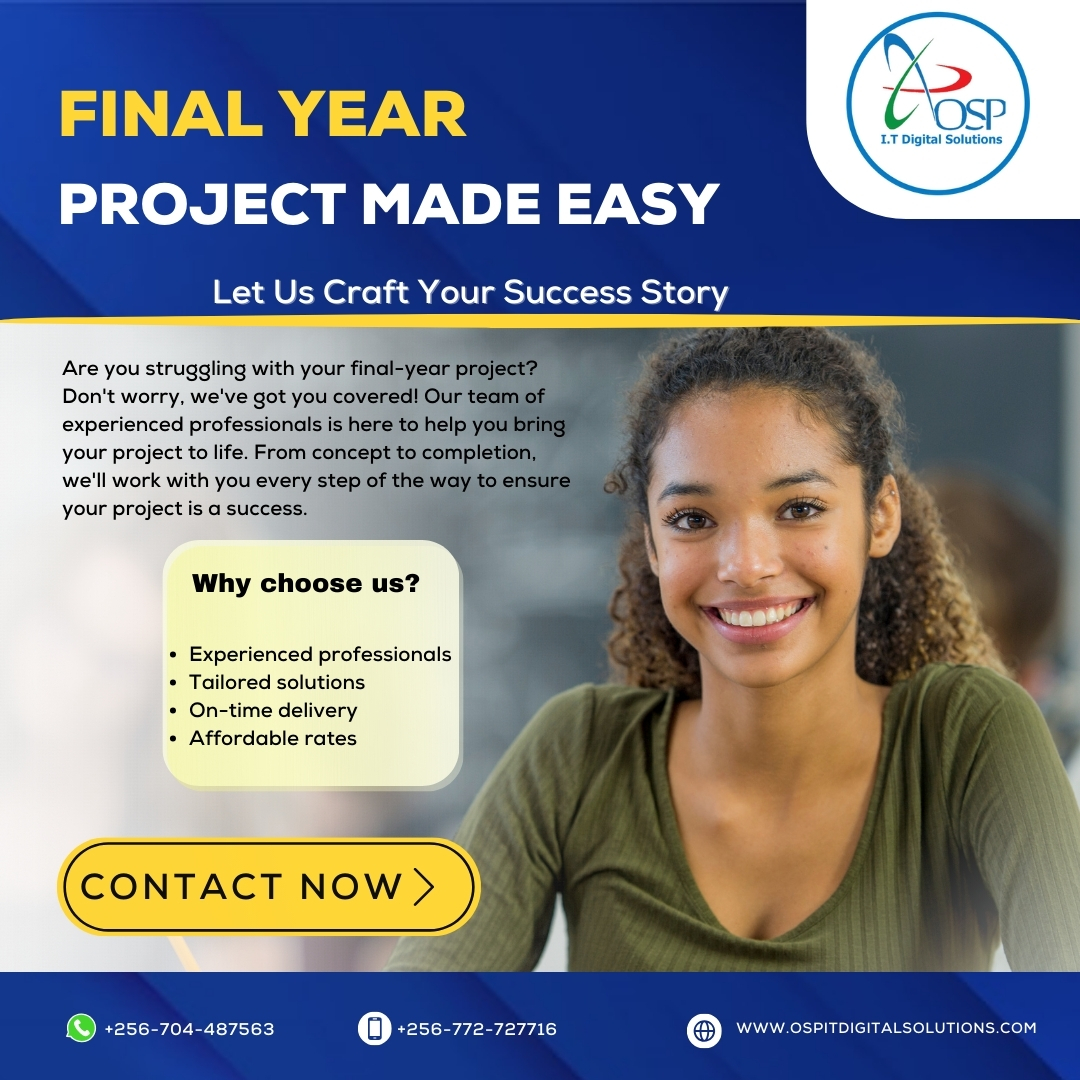 OSP
I.T Digital Solutions
FINAL YEAR
PROJECT MADE EASY
Let Us Craft Your Success Story
Are you struggling with your final-year project?
Don't worry, we've got you covered! Our team of
experienced professionals is here to help you bring
your project to life. From concept to completion,
we'll work with you every step of the way to ensure
your project is a success.
Why choose us?
• Experienced professionals
• Tailored solutions
• On-time delivery
• Affordable rates
CONTACT NOW
+256-704-487563
+256-772-727716
WWW.OSPITDIGITALSOLUTIONS.COM